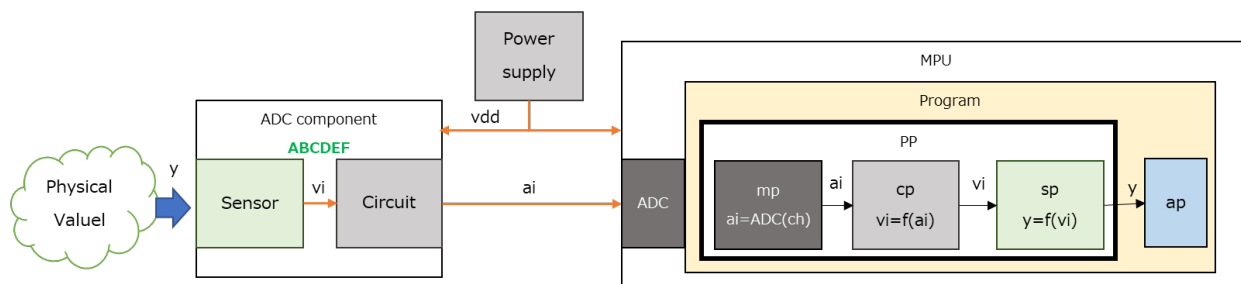 Power
supply
MPU
Program
ADC component
vdd
ABCDEF
PP
y
vi
ai
ai
vi
y
Physical
Valuel
Sensor
Circuit
ADC
mp
ai=ADC(ch)
cp
vi=f(ai)
sp
y=f(vi)
ap